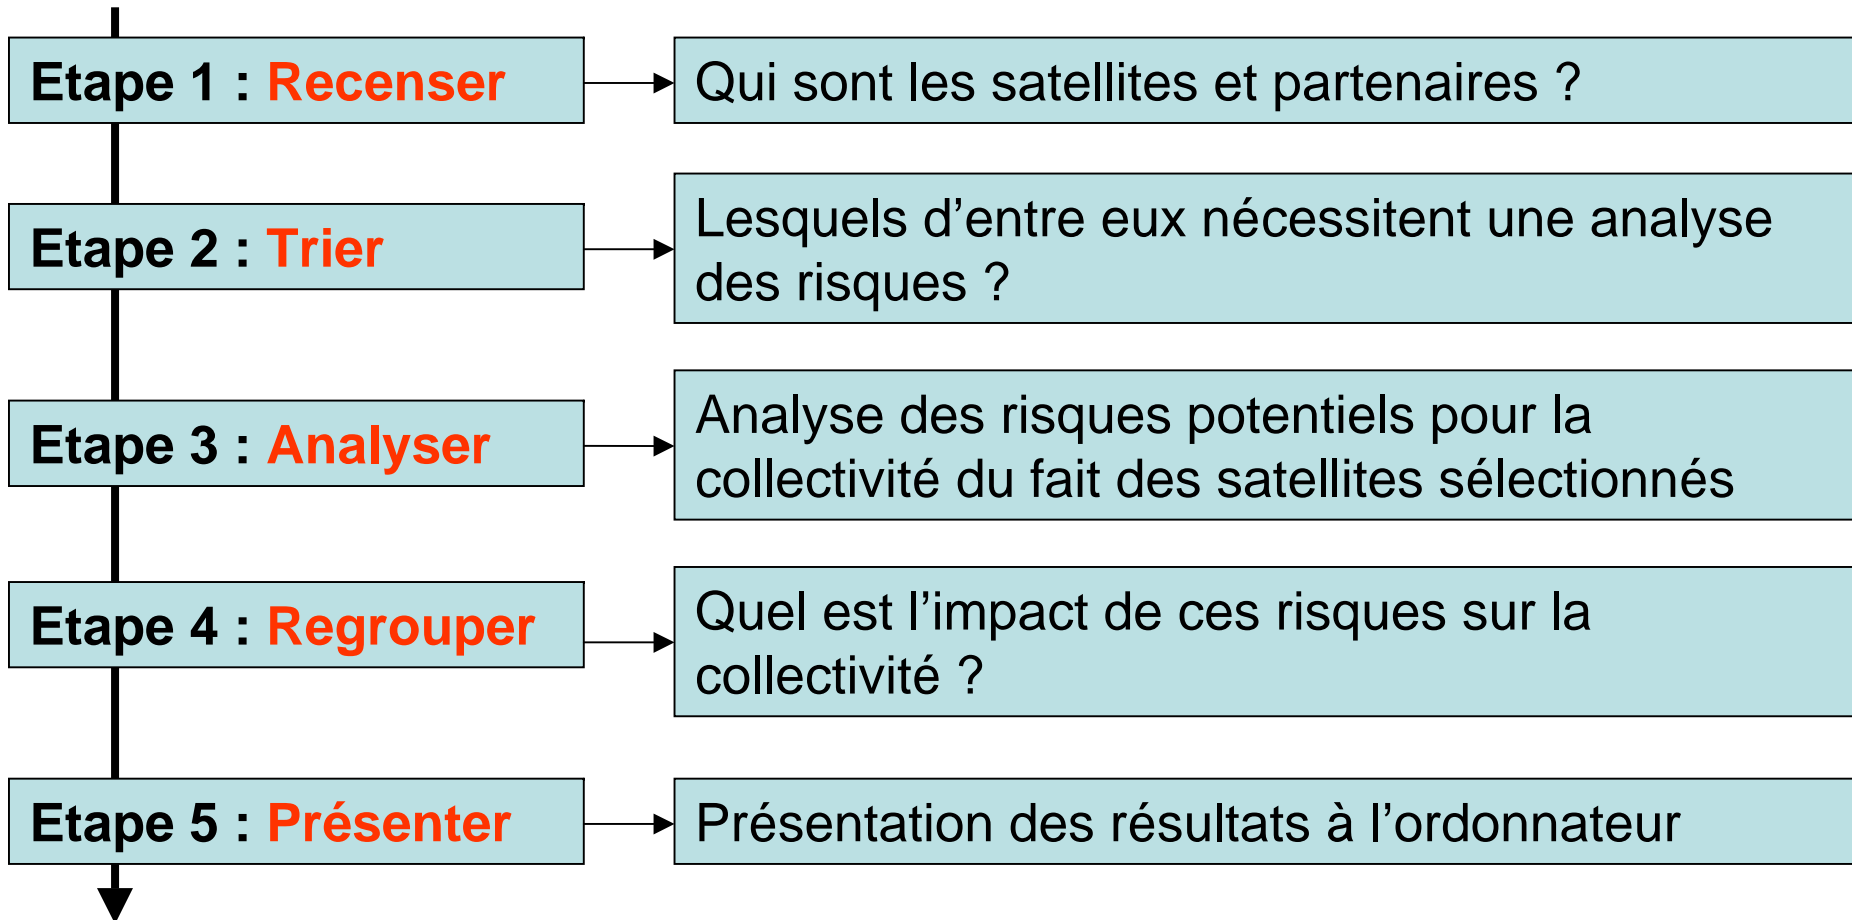 Etape 1 : Recenser
Qui sont les satellites et partenaires ?
Etape 2 : Trier
Lesquels d’entre eux nécessitent une analyse
des risques ?
Etape 3 : Analyser
Analyse des risques potentiels pour la
collectivité du fait des satellites sélectionnés
Etape 4 : Regrouper
Quel est l’impact de ces risques sur la
collectivité ?
Etape 5 : Présenter
Présentation des résultats à l’ordonnateur